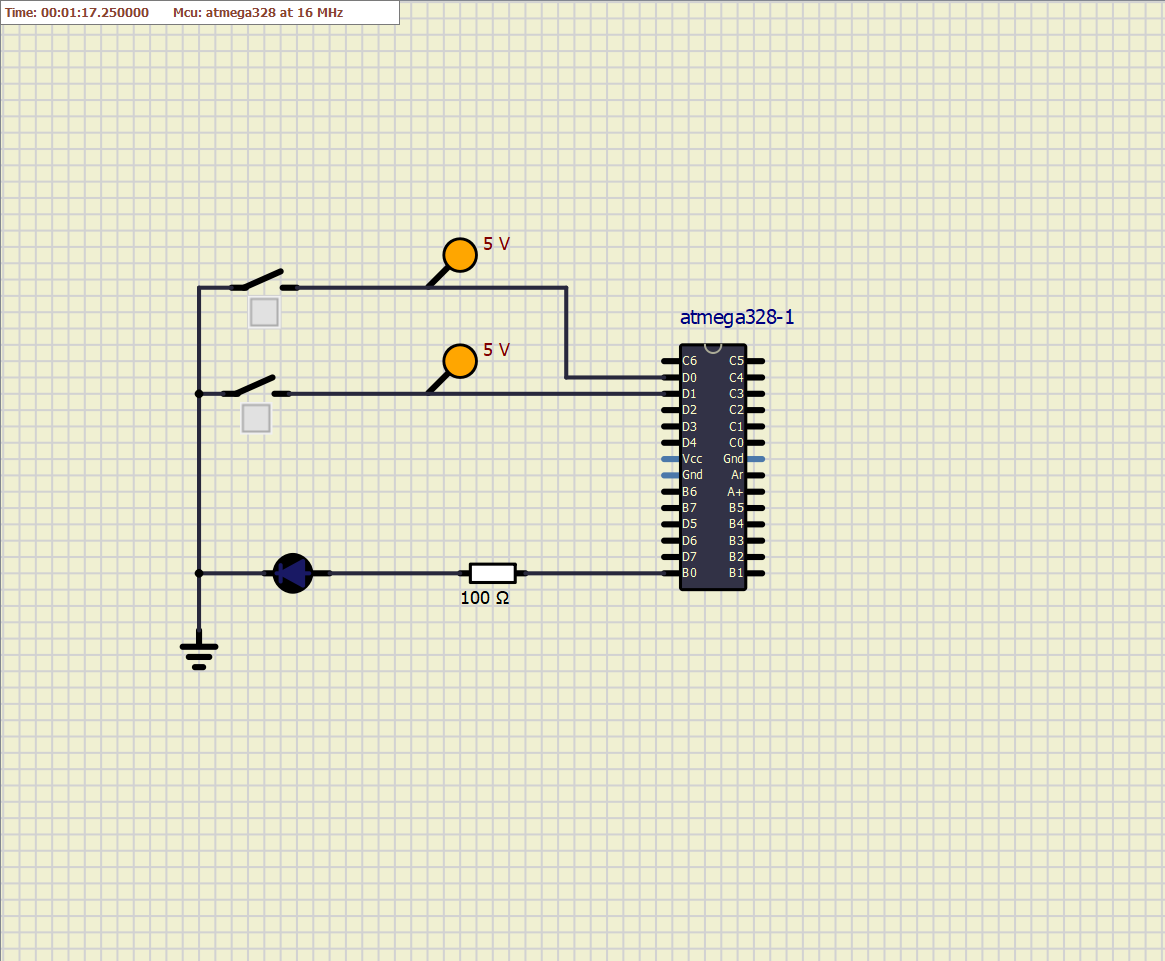 Time: 00:01:17.250000 Mcu: atmega328 at 16 MHz
5 V
5 V
atmega328-1
C6 C5
D0 C4
D1 C3
D2 C2
D3 C1
D4 C0
Vcc Gnd
Gnd Ar
B6 A+
B7 B5
D5 B4
D6 B3
D7 B2
B0 B1
100 Ω